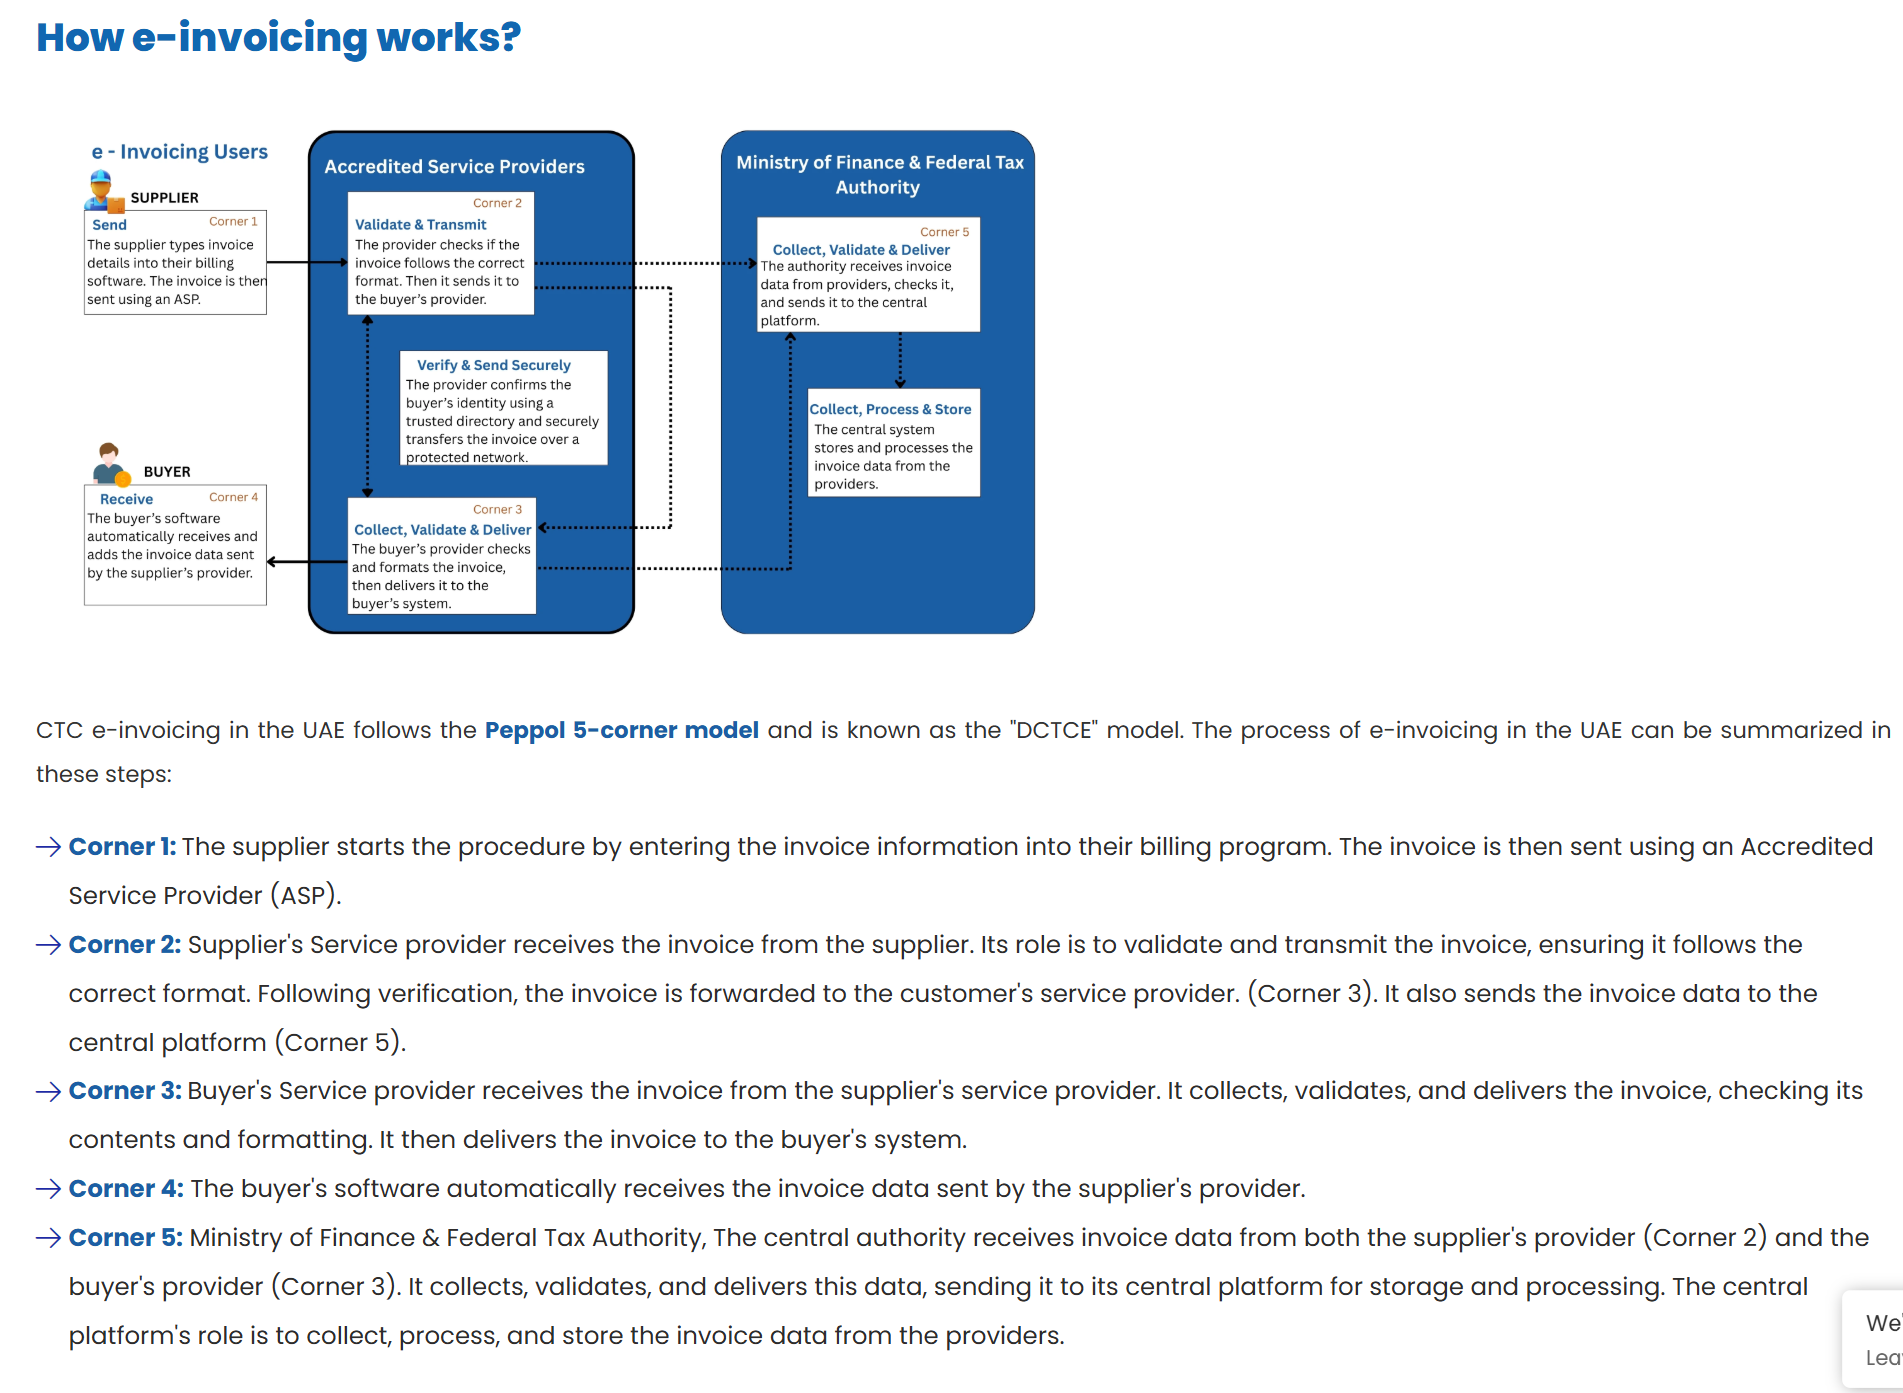 How e-invoicing works?
e - Invoicing Users
SUPPLIER
Corner 1
Send
The supplier types invoice
details into their billing
software. The invoice is then
sent using an ASP.
BUYER
Corner 4
Receive
The buyer's software
automatically receives and
adds the invoice data sent
by the supplier's provider.
Accredited Service Providers
Corner 2
Validate & Transmit
The provider checks if the
invoice follows the correct
format. Then it sends it to
the buyer's provider.
Verify & Send Securely
The provider confirms the
buyer's identity using a
trusted directory and securely
transfers the invoice over a
protected network.
Corner 3
Collect, Validate & Deliver
The buyer's provider checks
and formats the invoice,
then delivers it to the
buyer's system.
Ministry of Finance & Federal Tax
Authority
Corner 5
Collect, Validate & Deliver
The authority receives invoice
data from providers, checks it,
and sends it to the central
platform.
Collect, Process & Store
The central system
stores and processes the
invoice data from the
providers.
CTC e-invoicing in the UAE follows the Peppol 5-corner model and is known as the "DCTCE" model. The process of e-invoicing in the UAE can be summarized in
these steps:
Corner 1: The supplier starts the procedure by entering the invoice information into their billing program. The invoice is then sent using an Accredited
Service Provider (ASP).
Corner 2: Supplier's Service provider receives the invoice from the supplier. Its role is to validate and transmit the invoice, ensuring it follows the
correct format. Following verification, the invoice is forwarded to the customer's service provider. (Corner 3). It also sends the invoice data to the
central platform (Corner 5).
Corner 3: Buyer's Service provider receives the invoice from the supplier's service provider. It collects, validates, and delivers the invoice, checking its
contents and formatting. It then delivers the invoice to the buyer's system.
Corner 4: The buyer's software automatically receives the invoice data sent by the supplier's provider.
Corner 5: Ministry of Finance & Federal Tax Authority, The central authority receives invoice data from both the supplier's provider (Corner 2) and the
buyer's provider (Corner 3). It collects, validates, and delivers this data, sending it to its central platform for storage and processing. The central
platform's role is to collect, process, and store the invoice data from the providers.
We'
Lea